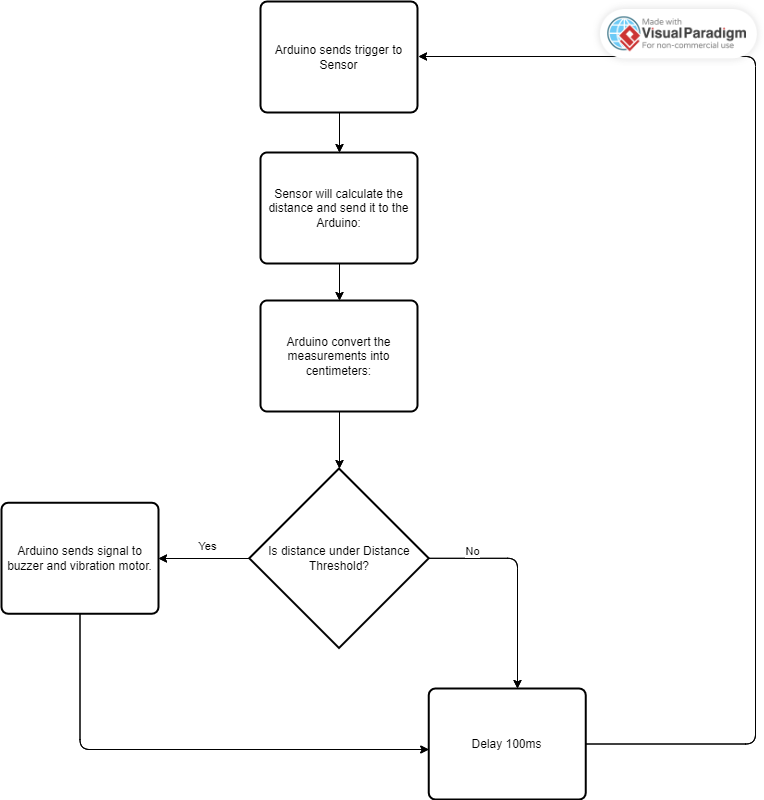 Arduino sends trigger to
Sensor
Made with
Visual Paradigm
For non-commercial use
Sensor will calculate the
distance and send it to the
Arduino:
Arduino convert the
measurements into
centimeters:
Arduino sends signal to
buzzer and vibration motor.
Yes
Is distance under Distance
Threshold?
No
Delay 100ms